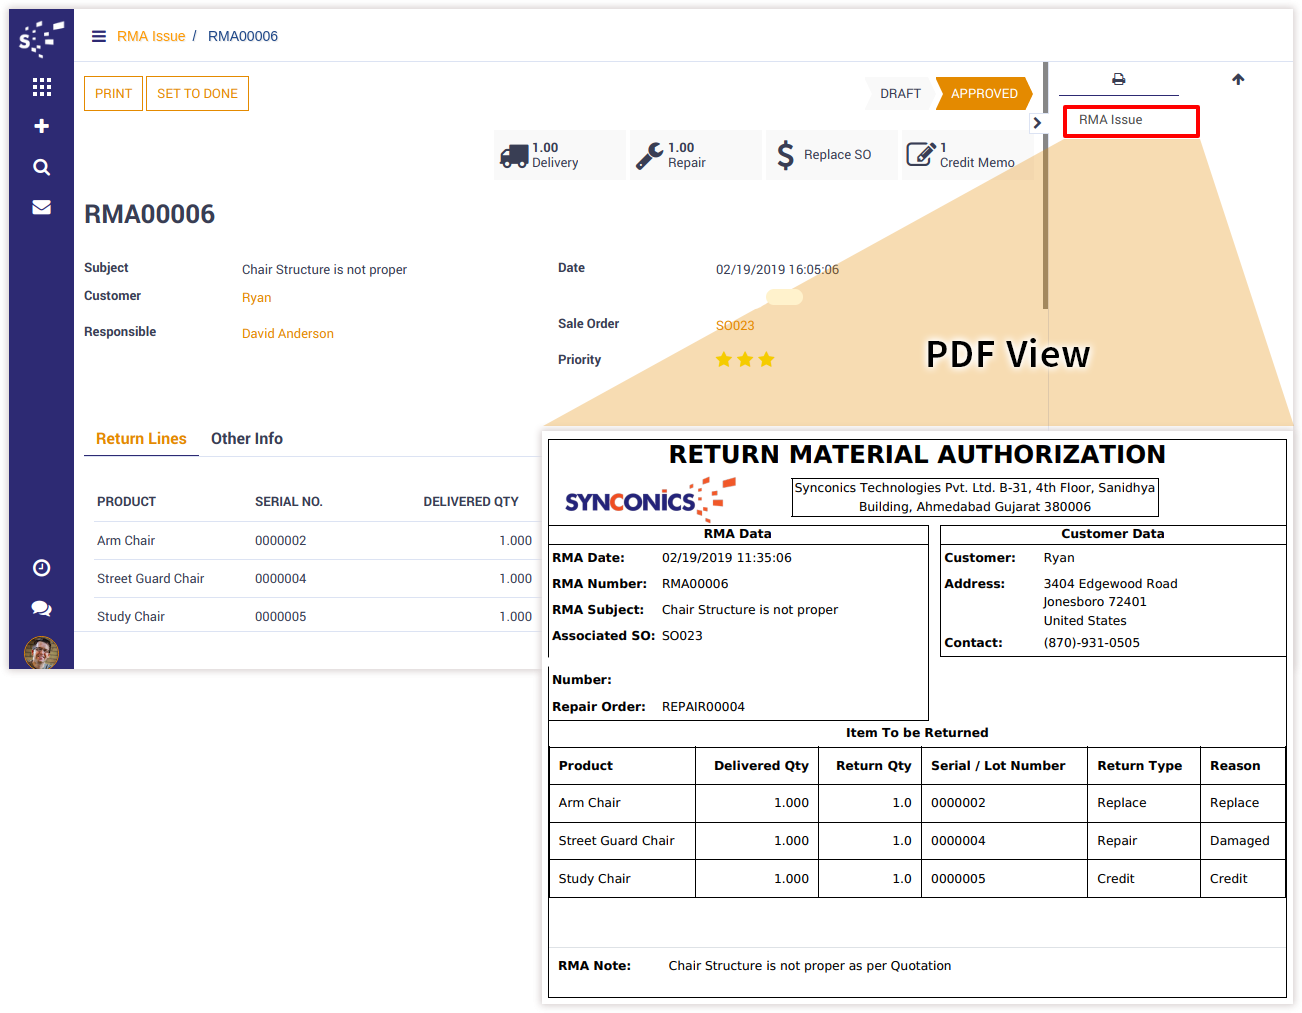 RMA Issue / RMA00006
PRINT SET TO DONE
DRAFT APPROVED
RMA Issue
1.00
Delivery
1.00
Repair
Replace SO
1
Credit Memo
RMA00006
Subject Chair Structure is not proper
Date 02/19/2019 16:05:06
Customer Ryan
Sale Order SO023
Responsible David Anderson
Priority
PDF View
Return Lines Other Info
PRODUCT SERIAL NO. DELIVERED QTY
Arm Chair 0000002 1.000
Street Guard Chair 0000004 1.000
Study Chair 0000005 1.000
RETURN MATERIAL AUTHORIZATION
SYNCONICS
Synconics Technologies Pvt. Ltd. B-31, 4th Floor, Sanidhya
Building, Ahmedabad Gujarat 380006
RMA Data
RMA Date: 02/19/2019 11:35:06
RMA Number: RMA00006
RMA Subject: Chair Structure is not proper
Associated SO: SO023
Number:
Repair Order: REPAIR00004
Customer Data
Customer: Ryan
Address: 3404 Edgewood Road
Jonesboro 72401
United States
Contact: (870)-931-0505
Item To be Returned
Product Delivered Qty Return Qty Serial / Lot Number Return Type Reason
Arm Chair 1.000 1.0 0000002 Replace Replace
Street Guard Chair 1.000 1.0 0000004 Repair Damaged
Study Chair 1.000 1.0 0000005 Credit Credit
RMA Note: Chair Structure is not proper as per Quotation